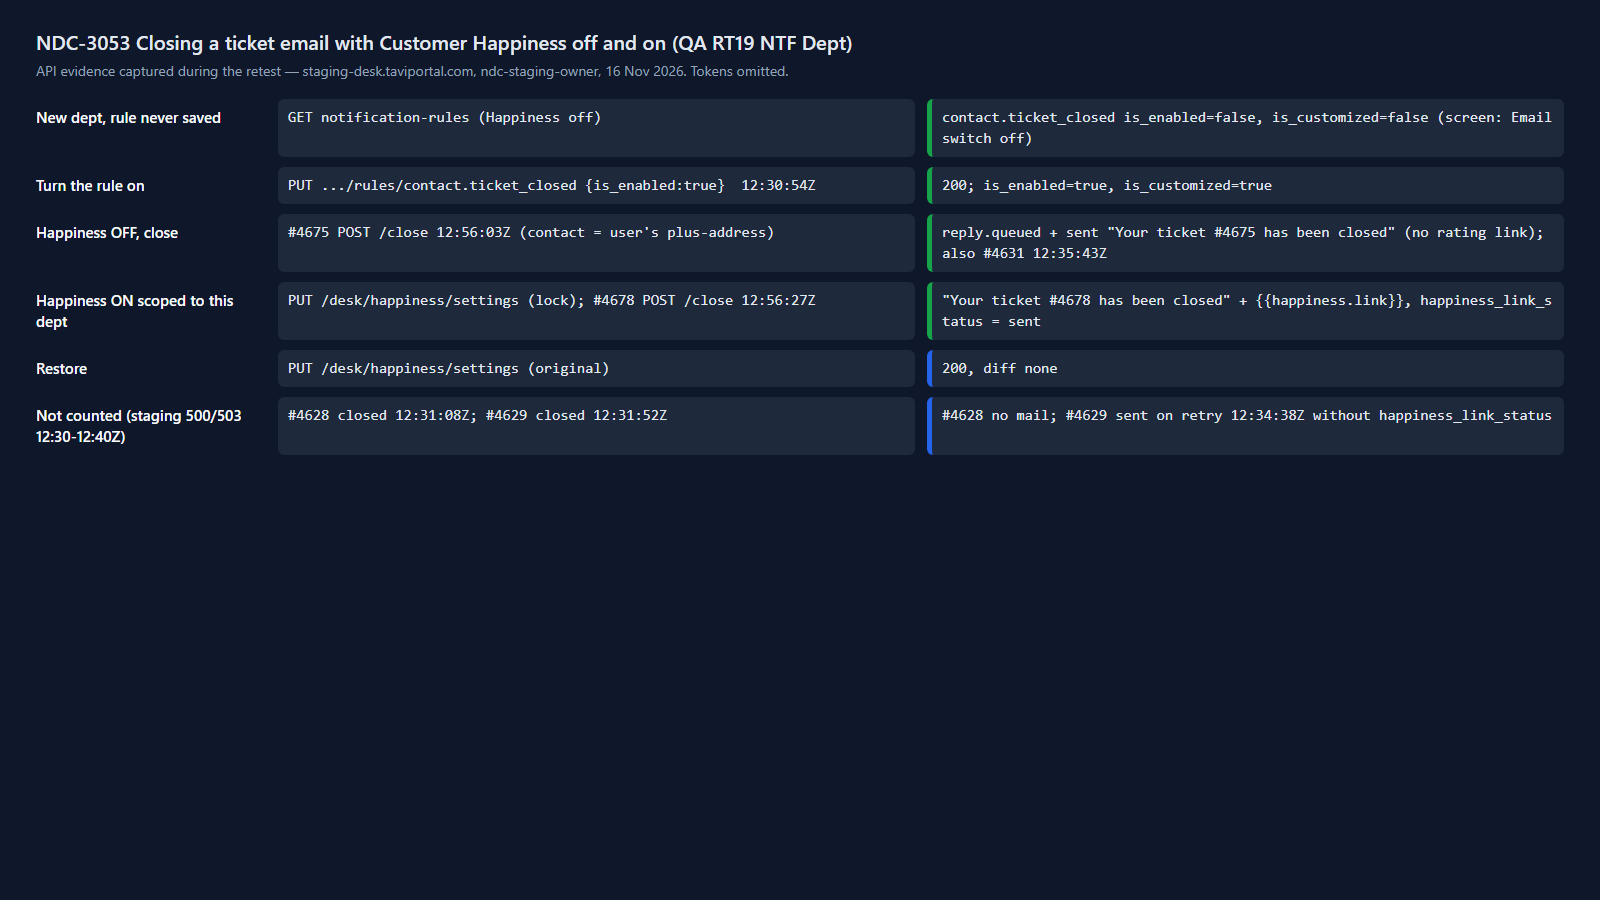 NDC-3053 Closing a ticket email with Customer Happiness off and on (QA RT19 NTF Dept)
API evidence captured during the retest — staging-desk.taviportal.com, ndc-staging-owner, 16 Nov 2026. Tokens omitted.
New dept, rule never saved
GET notification-rules (Happiness off)
contact.ticket_closed is_enabled=false, is_customized=false (screen: Email
switch off)
Turn the rule on
PUT .../rules/contact.ticket_closed {is_enabled:true}  12:30:54Z
200; is_enabled=true, is_customized=true
Happiness OFF, close
#4675 POST /close 12:56:03Z (contact = user's plus-address)
reply.queued + sent "Your ticket #4675 has been closed" (no rating link);
also #4631 12:35:43Z
Happiness ON scoped to this
dept
PUT /desk/happiness/settings (lock); #4678 POST /close 12:56:27Z
"Your ticket #4678 has been closed" + {{happiness.link}}, happiness_link_s
tatus = sent
Restore
PUT /desk/happiness/settings (original)
200, diff none
Not counted (staging 500/503
12:30-12:40Z)
#4628 closed 12:31:08Z; #4629 closed 12:31:52Z
#4628 no mail; #4629 sent on retry 12:34:38Z without happiness_link_status